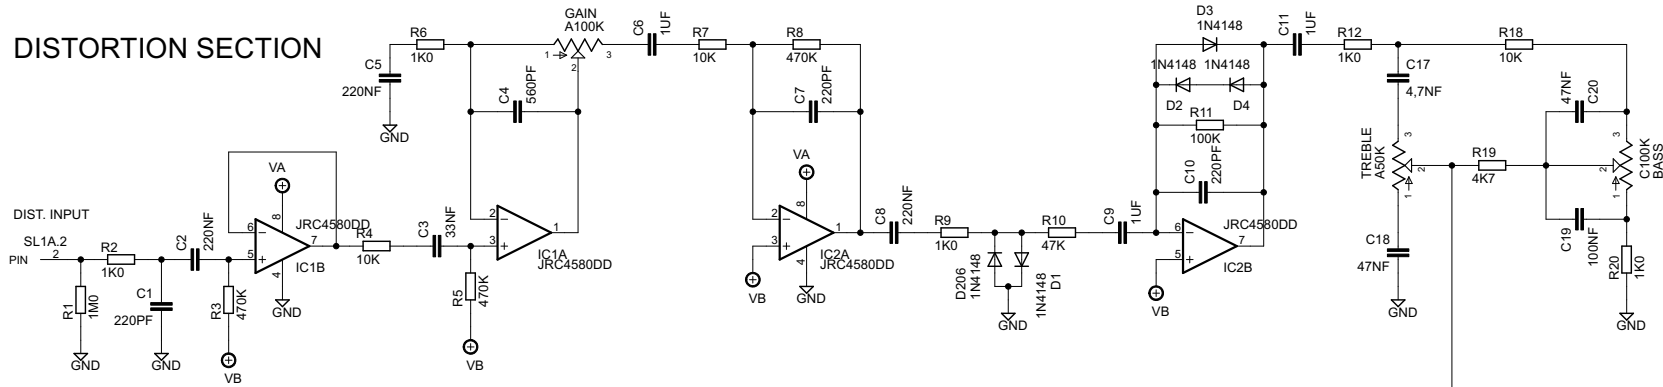 DISTORTION SECTION
DIST. INPUT
SL1A.2
PIN
2
R1
1M0
GND
R2
1K0
C1
220PF
GND
C2
220NF
R3
470K
VB
VA
8
6
5
7
4
JRC4580DD
IC1B
GND
R4
10K
C3
33NF
R5
470K
VB
C5
220NF
GND
R6
1K0
GAIN
A100K
1
2
3
C4
560PF
2
3
1
IC1A
JRC4580DD
C6
1UF
R7
10K
R8
470K
C7
220PF
VA
8
2
3
1
4
IC2A
JRC4580DD
VB
GND
C8
220NF
R9
1K0
D206
1N4148
1N4148
D1
GND
R10
47K
C9
1UF
D3
1N4148
1N4148
1N4148
D2
D4
R11
100K
C10
220PF
6
5
7
JRC4580DD
IC2B
VB
C11
1UF
R12
1K0
C17
4,7NF
TREBLE
A50K
3
2
1
C18
47NF
GND
R18
10K
R19
4K7
47NF
C20
3
2
1
C100K
BASS
C19
100NF
R20
1K0
GND